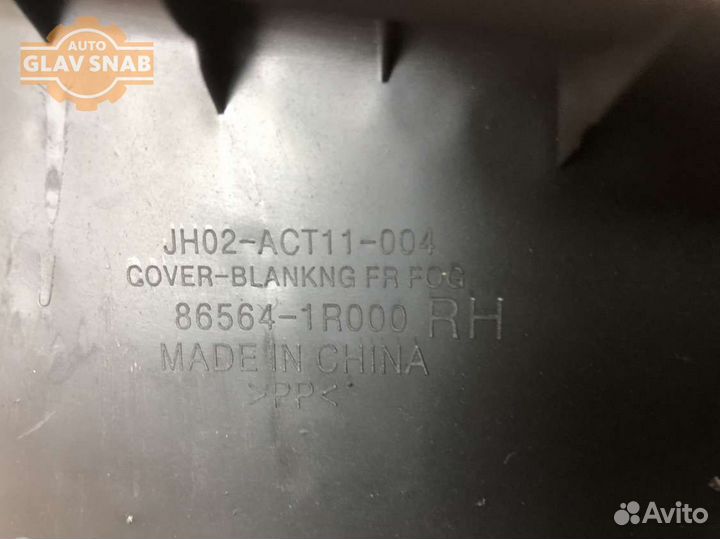 AUTO
GLAV SNAB
JH02-ACT11-004
COVER-BLANKNG FR FOG
86564-1R000 RH
MADE IN CHINA
>PP<
Avito